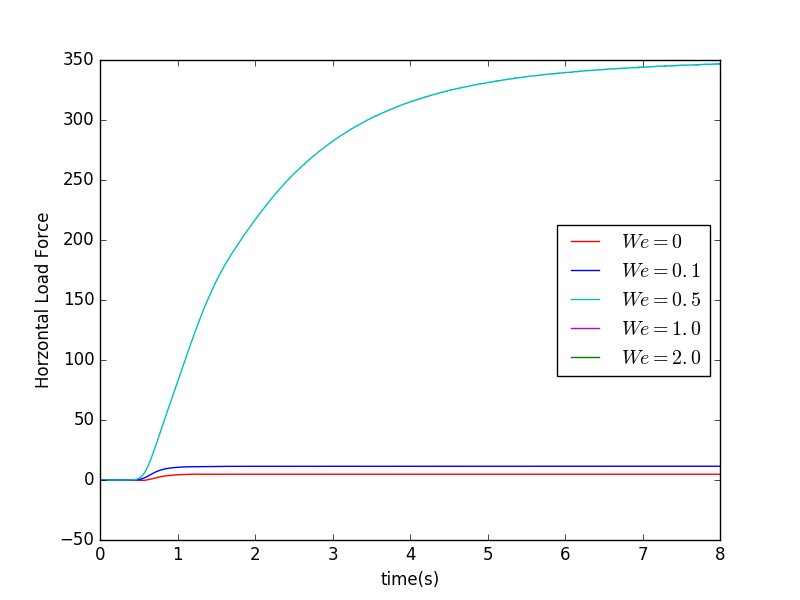 350
300
250
200
150
100
50
0
−50
0 1 2 3 4 5 6 7 8
time(s)
Horzontal Load Force
We = 0
We = 0.1
We = 0.5
We = 1.0
We = 2.0